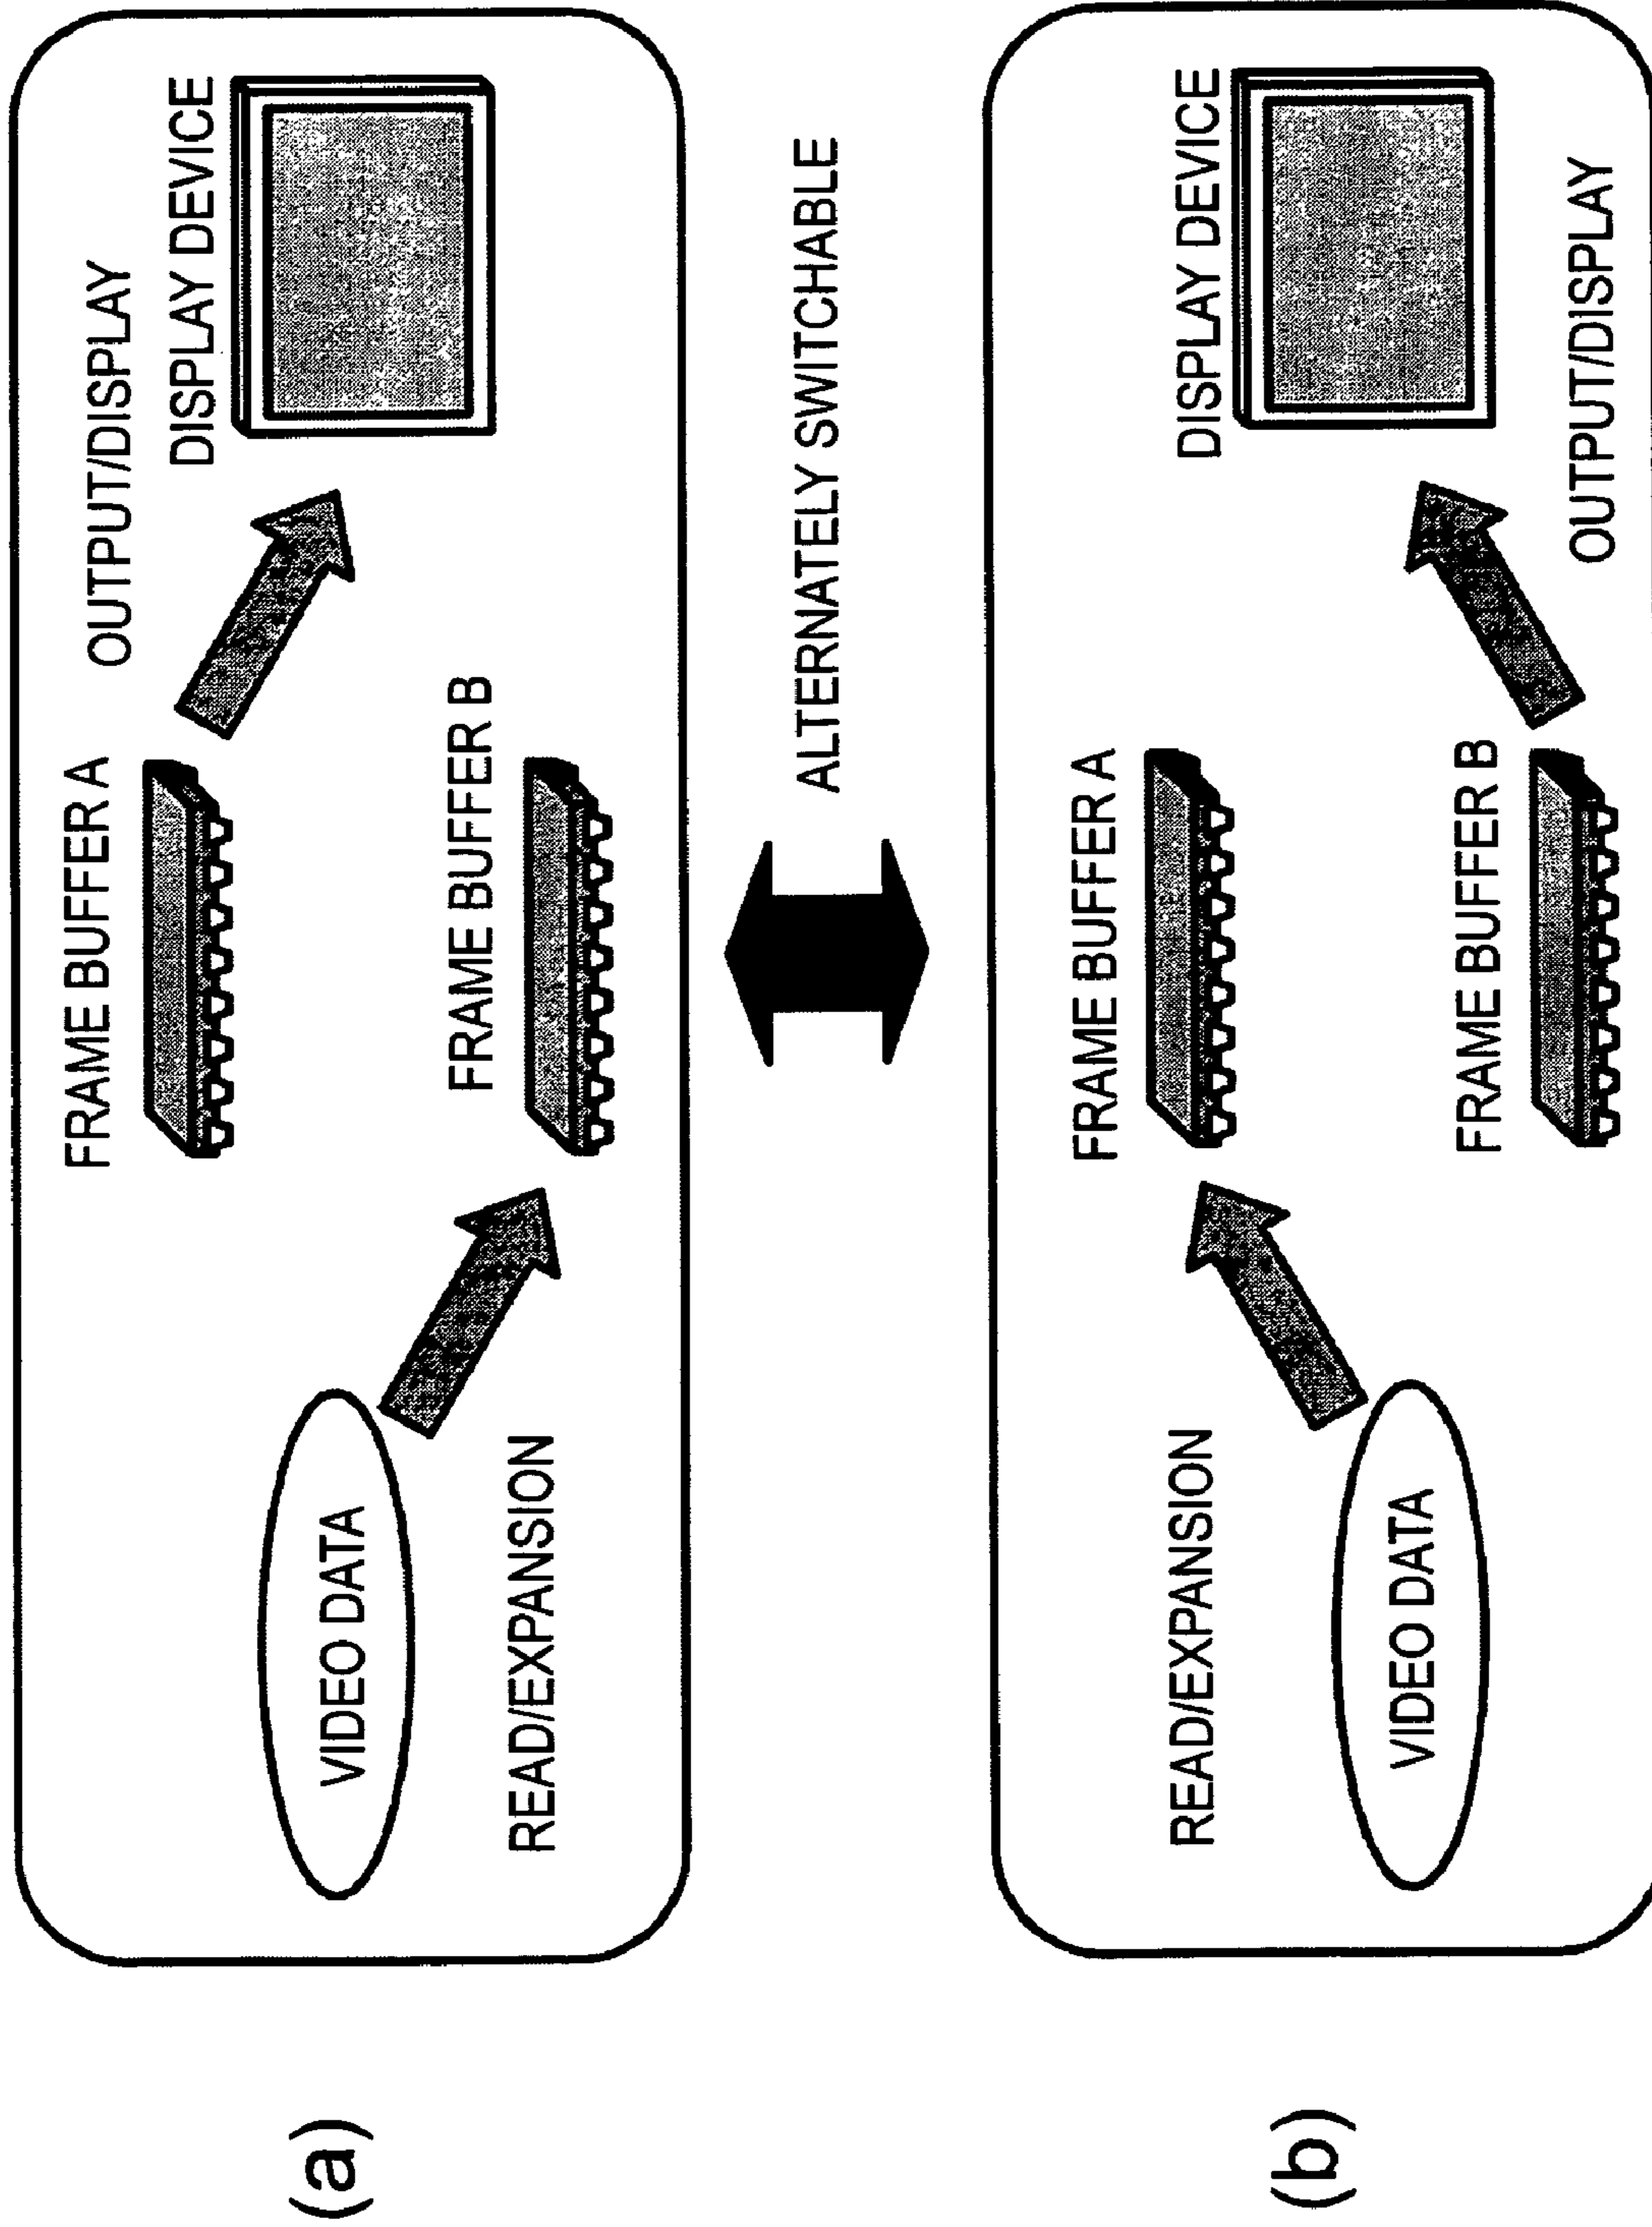 (a)
FRAME BUFFER A
OUTPUT/DISPLAY
DISPLAY DEVICE
VIDEO DATA
FRAME BUFFER B
READ/EXPANSION
ALTERNATELY SWITCHABLE
(b)
FRAME BUFFER A
DISPLAY DEVICE
READ/EXPANSION
VIDEO DATA
FRAME BUFFER B
OUTPUT/DISPLAY